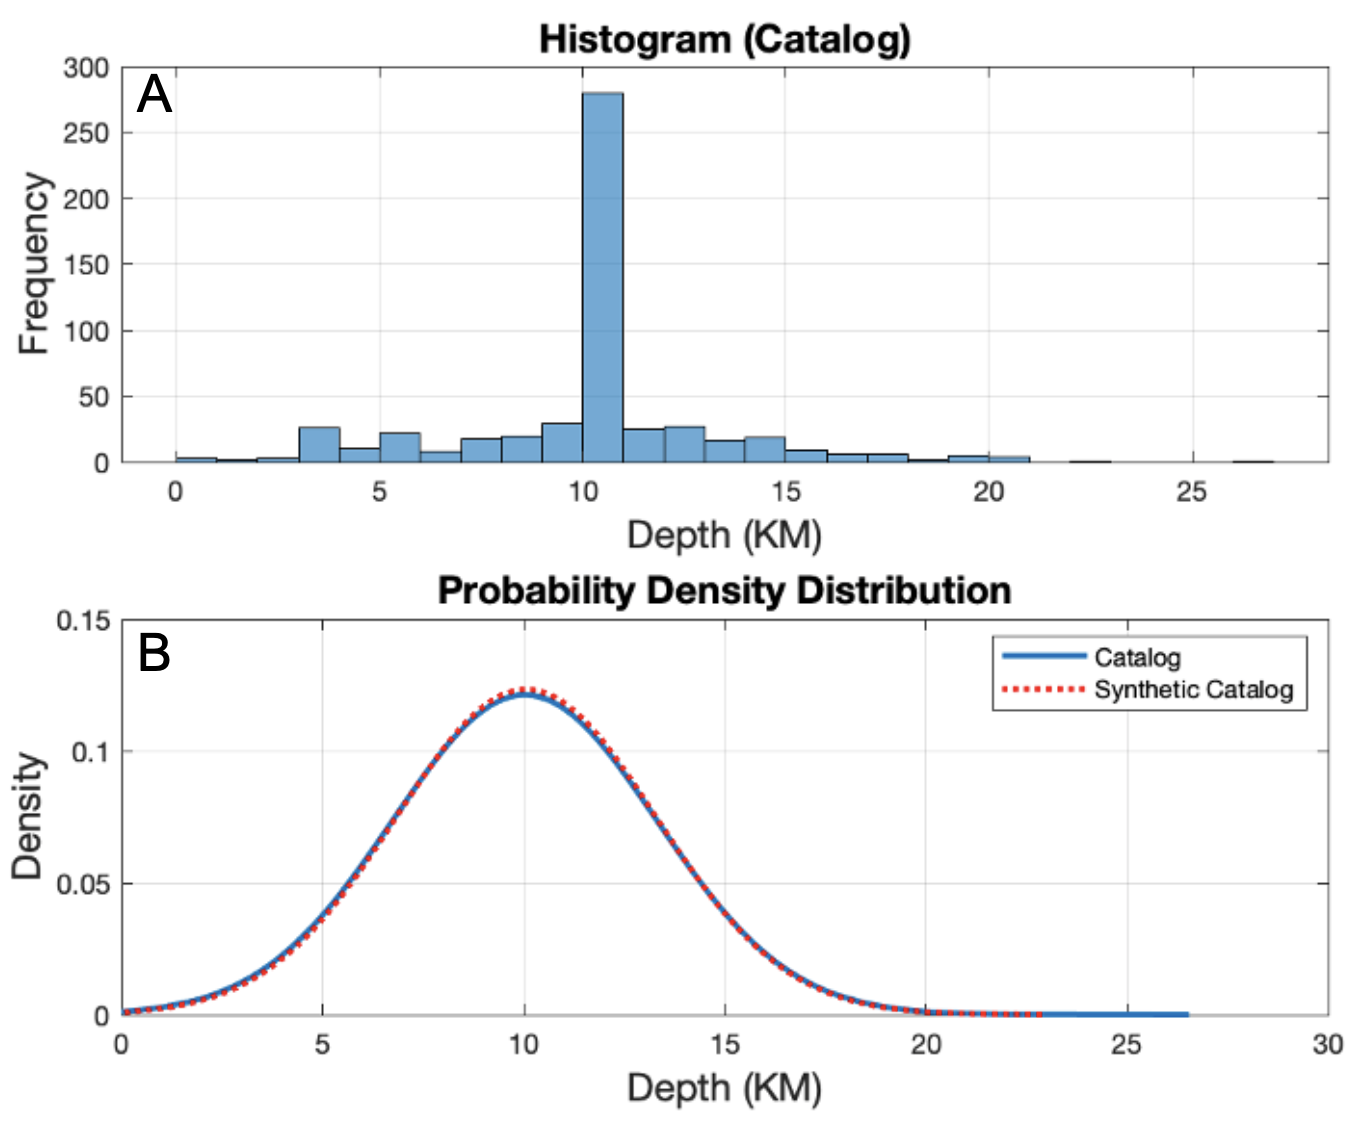 Histogram (Catalog)
A
Frequency
300
250
200
150
100
50
0
0 5 10 15 20 25
Depth (KM)
Probability Density Distribution
B
Density
0.15
0.1
0.05
0
Catalog
Synthetic Catalog
0 5 10 15 20 25 30
Depth (KM)